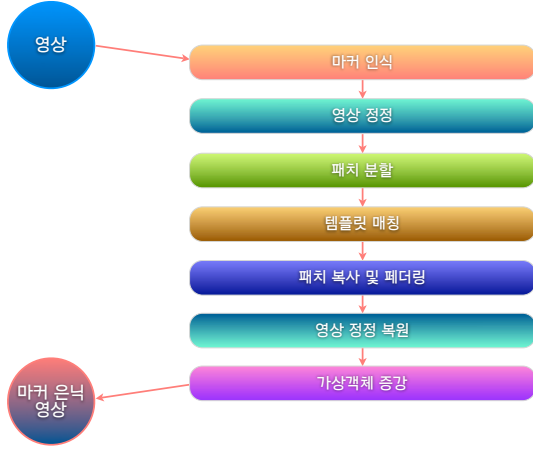 영상
마커 인식
영상 정정
패치 분할
템플릿 매칭
패치 복사 및 페더링
영상 정정 복원
가상객체 증강
마커 은닉
영상